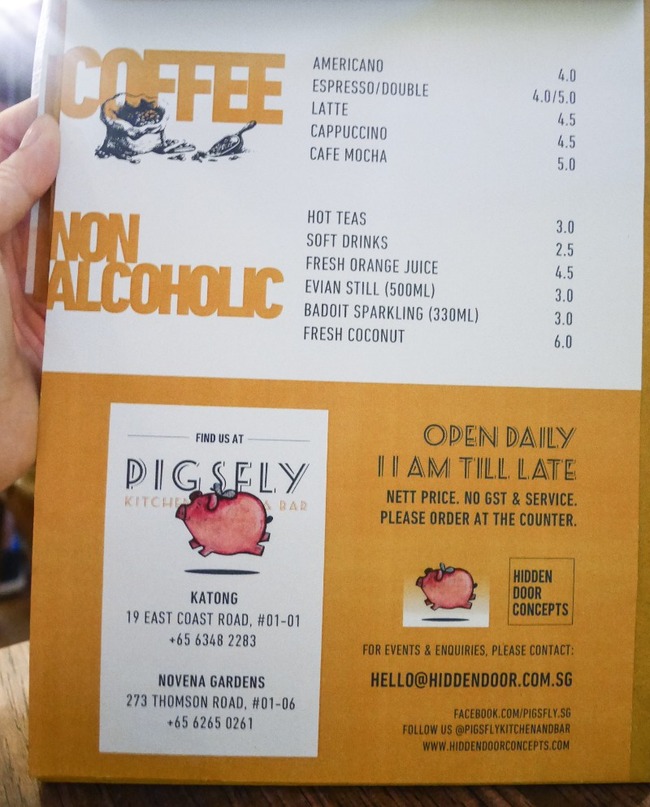 COFFEE
AMERICANO 4.0
ESPRESSO/DOUBLE 4.0/5.0
LATTE 4.5
CAPPUCCINO 4.5
CAFE MOCHA 5.0
NON
ALCOHOLIC
HOT TEAS 3.0
SOFT DRINKS 2.5
FRESH ORANGE JUICE 4.5
EVIAN STILL (500ML) 3.0
BADOIT SPARKLING (330ML) 3.0
FRESH COCONUT 6.0
FIND US AT
PIGSFLY
KITCHEN & BAR
KATONG
19 EAST COAST ROAD, #01-01
+65 6348 2283
NOVENA GARDENS
273 THOMSON ROAD, #01-06
+65 6265 0261
OPEN DAILY
11 AM TILL LATE
NETT PRICE. NO GST & SERVICE.
PLEASE ORDER AT THE COUNTER.
HIDDEN
DOOR
CONCEPTS
FOR EVENTS & ENQUIRIES, PLEASE CONTACT:
HELLO@HIDDENDOOR.COM.SG
FACEBOOK.COM/PIGSFLY.SG
FOLLOW US @PIGSFLYKITCHENANDBAR
WWW.HIDDENDOORCONCEPTS.COM